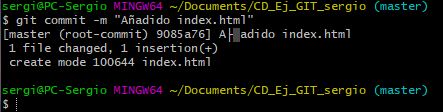 sergi@PC-Sergio MINGW64 ~/Documents/CD_Ej_GIT_sergio (master)
$ git commit -m "Añadido index.html"
[master (root-commit) 9085a76] A├▒adido index.html
 1 file changed, 1 insertion(+)
 create mode 100644 index.html

sergi@PC-Sergio MINGW64 ~/Documents/CD_Ej_GIT_sergio (master)
$